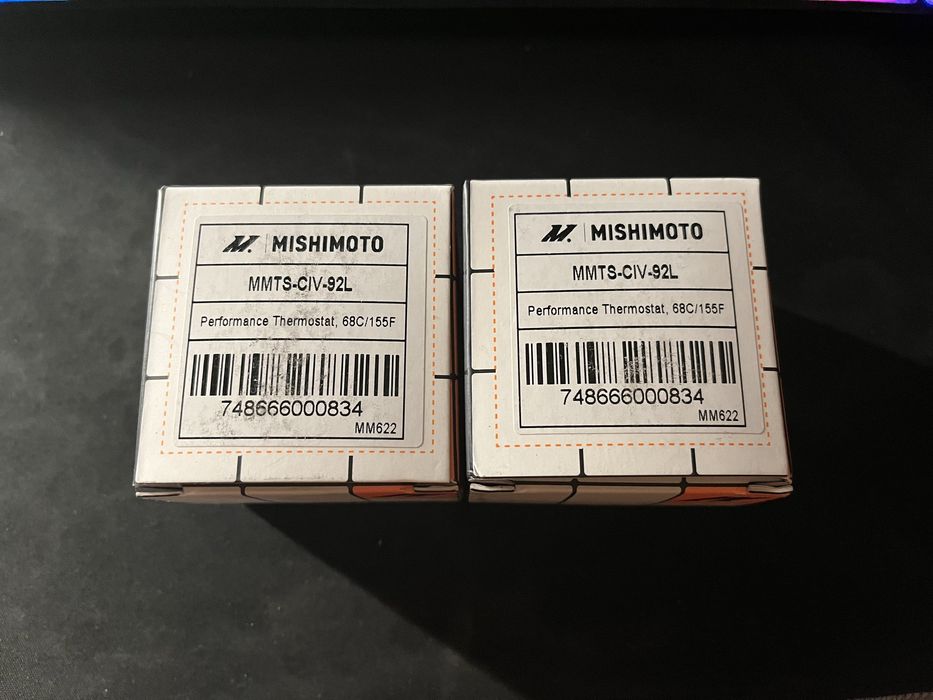 MISHIMOTO
MMTS-CIV-92L
Performance Thermostat, 68C/155F
748666000834
MM622
MISHIMOTO
MMTS-CIV-92L
Performance Thermostat, 68C/155F
748666000834
MM622